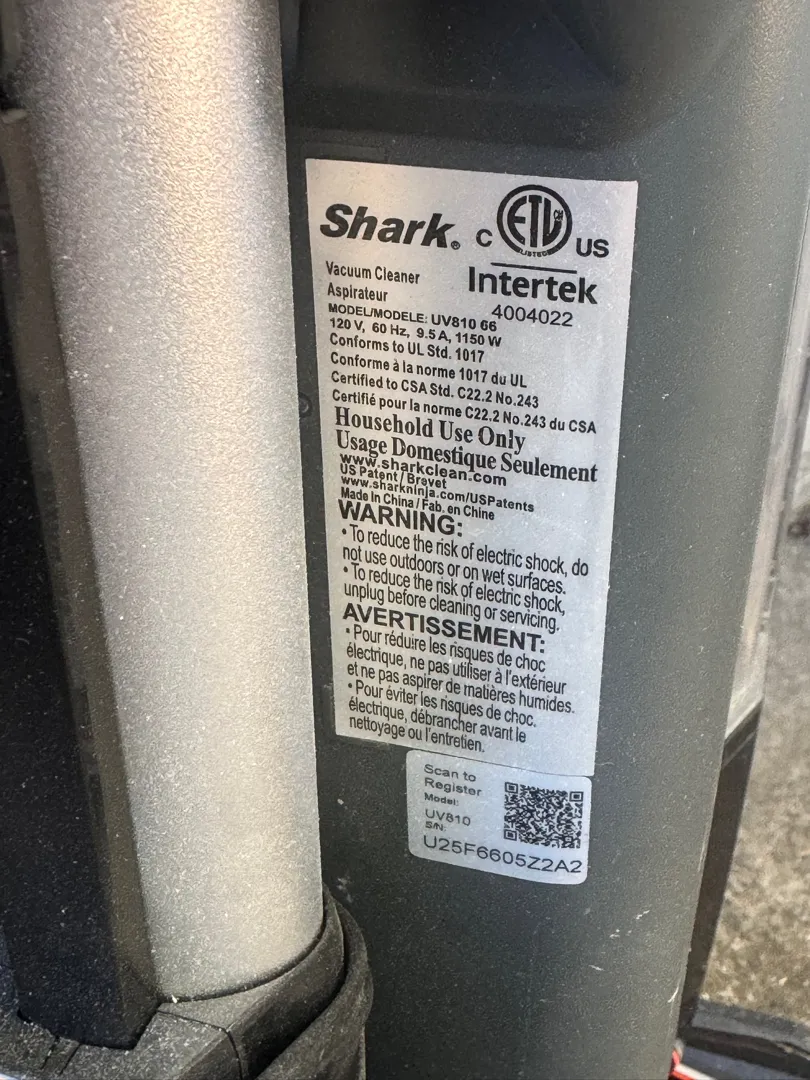 Shark®
C ETL US
LISTED
Intertek
4004022
Vacuum Cleaner
Aspirateur
MODEL/MODELE: UV810 66
120 V, 60 Hz, 9.5 A, 1150 W
Conforms to UL Std. 1017
Conforme à la norme 1017 du UL
Certified to CSA Std. C22.2 No.243
Certifié pour la norme C22.2 No.243 du CSA
Household Use Only
Usage Domestique Seulement
www.sharkclean.com
US Patent / Brevet
www.sharkninja.com/USPatents
Made in China / Fab. en Chine
WARNING:
• To reduce the risk of electric shock, do
not use outdoors or on wet surfaces.
• To reduce the risk of electric shock,
unplug before cleaning or servicing.
AVERTISSEMENT:
• Pour réduire les risques de choc
électrique, ne pas utiliser à l'extérieur
et ne pas aspirer de matières humides.
• Pour éviter les risques de choc.
électrique, débrancher avant le
nettoyage ou l'entretien.
Scan to
Register
Model:
UV810
S/N:
U25F6605Z2A2